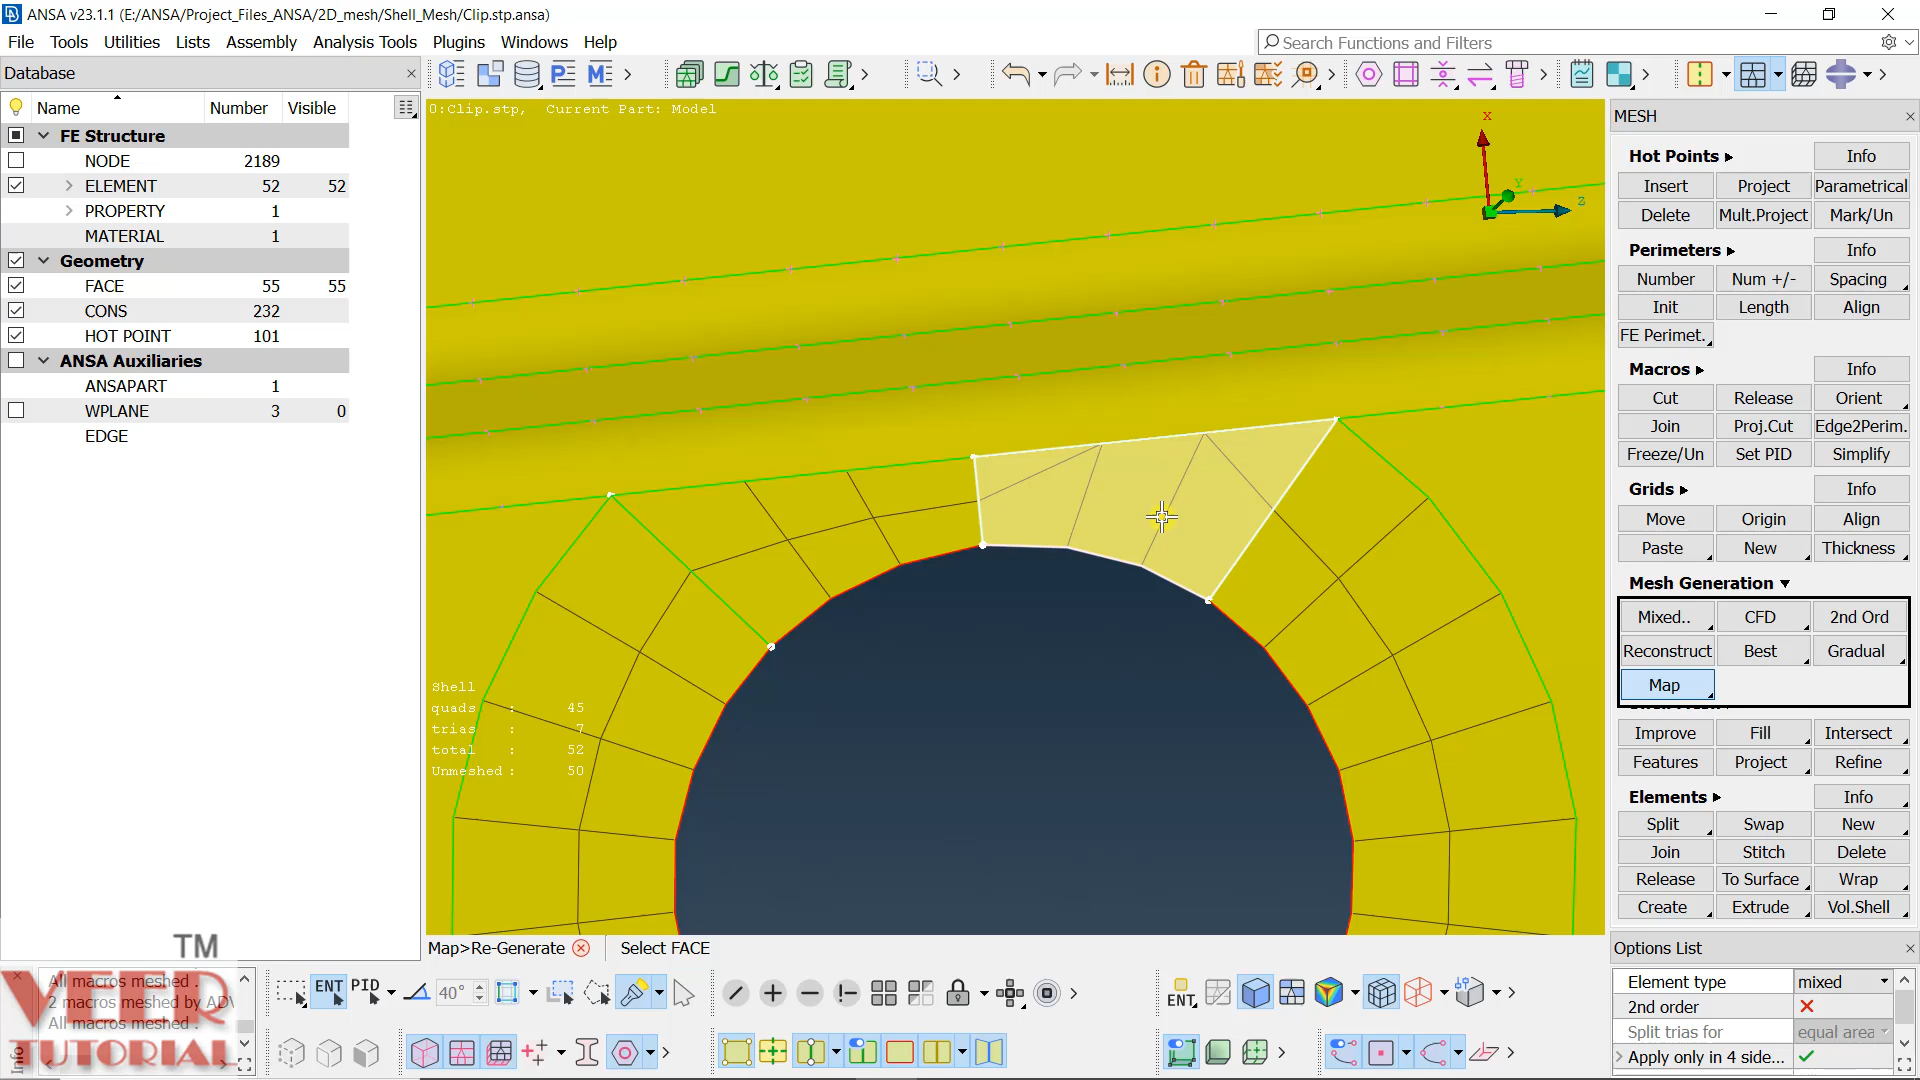 ANSA v23.1.1 (E:/ANSA/Project_Files_ANSA/2D_mesh/Shell_Mesh/Clip.stp.ansa)
File Tools Utilities Lists Assembly Analysis Tools Plugins Windows Help
Search Functions and Filters
Database
Name Number Visible
FE Structure
NODE 2189
ELEMENT 52 52
PROPERTY 1
MATERIAL 1
Geometry
FACE 55 55
CONS 232
HOT POINT 101
ANSA Auxiliaries
ANSAPART 1
WPLANE 3 0
EDGE
0:Clip.stp, Current Part: Model
X
Y
Z
Shell
quads : 45
trias : 7
total : 52
Unmeshed : 50
Map>Re-Generate Select FACE
MESH
Hot Points Info
Insert Project Parametrical
Delete Mult.Project Mark/Un
Perimeters Info
Number Num +/- Spacing
Init Length Align
FE Perimet.
Macros Info
Cut Release Orient
Join Proj.Cut Edge2Perim.
Freeze/Un Set PID Simplify
Grids Info
Move Origin Align
Paste New Thickness
Mesh Generation
Mixed.. CFD 2nd Ord
Reconstruct Best Gradual
Map
Improve Fill Intersect
Features Project Refine
Elements Info
Split Swap New
Join Stitch Delete
Release To Surface Wrap
Create Extrude Vol.Shell
Options List
Element type mixed
2nd order
Split trias for equal area
Apply only in 4 side...
TM
VEER
TUTORIAL
All macros meshed .
2 macros meshed by
All macros meshed .
Info
ENT PID 40°
ENT